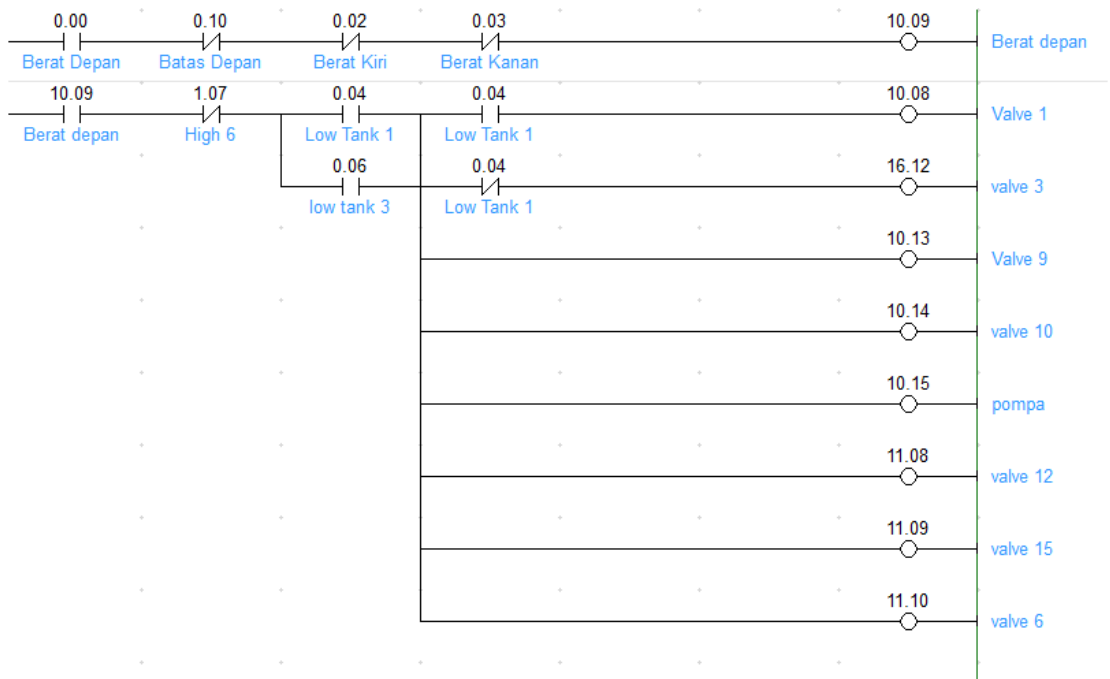 0.00 0.10 0.02 0.03 10.09
Berat Depan Batas Depan Berat Kiri Berat Kanan Berat depan
10.09 1.07 0.04 0.04 10.08
Berat depan High 6 Low Tank 1 Low Tank 1 Valve 1
0.06 0.04 16.12
low tank 3 Low Tank 1 valve 3
10.13
Valve 9
10.14
valve 10
10.15
pompa
11.08
valve 12
11.09
valve 15
11.10
valve 6